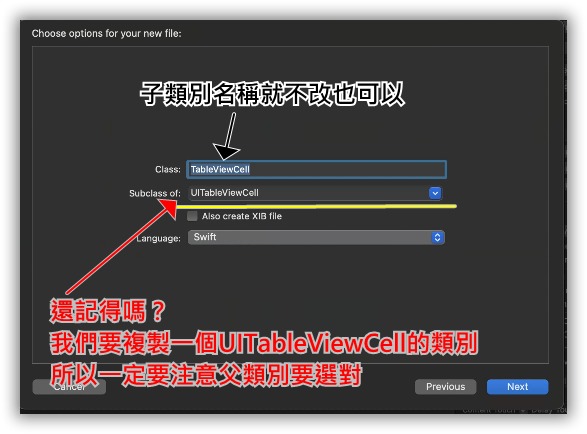 Choose options for your new file:
子類別名稱就不改也可以
Class: TableViewCell
Subclass of: UITableViewCell
Also create XIB file
Language: Swift
還記得嗎？
我們要複製一個UITableViewCell的類別
所以一定要注意父類別要選對
Cancel Previous Next